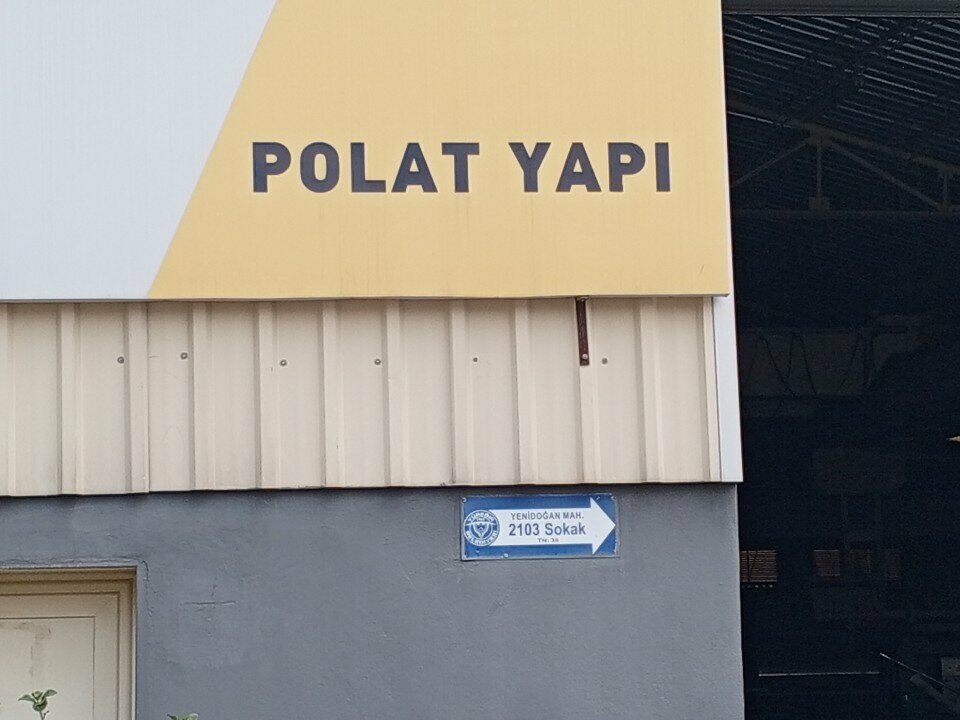 POLAT YAPI
YENİDOĞAN MAH.
2103 Sokak